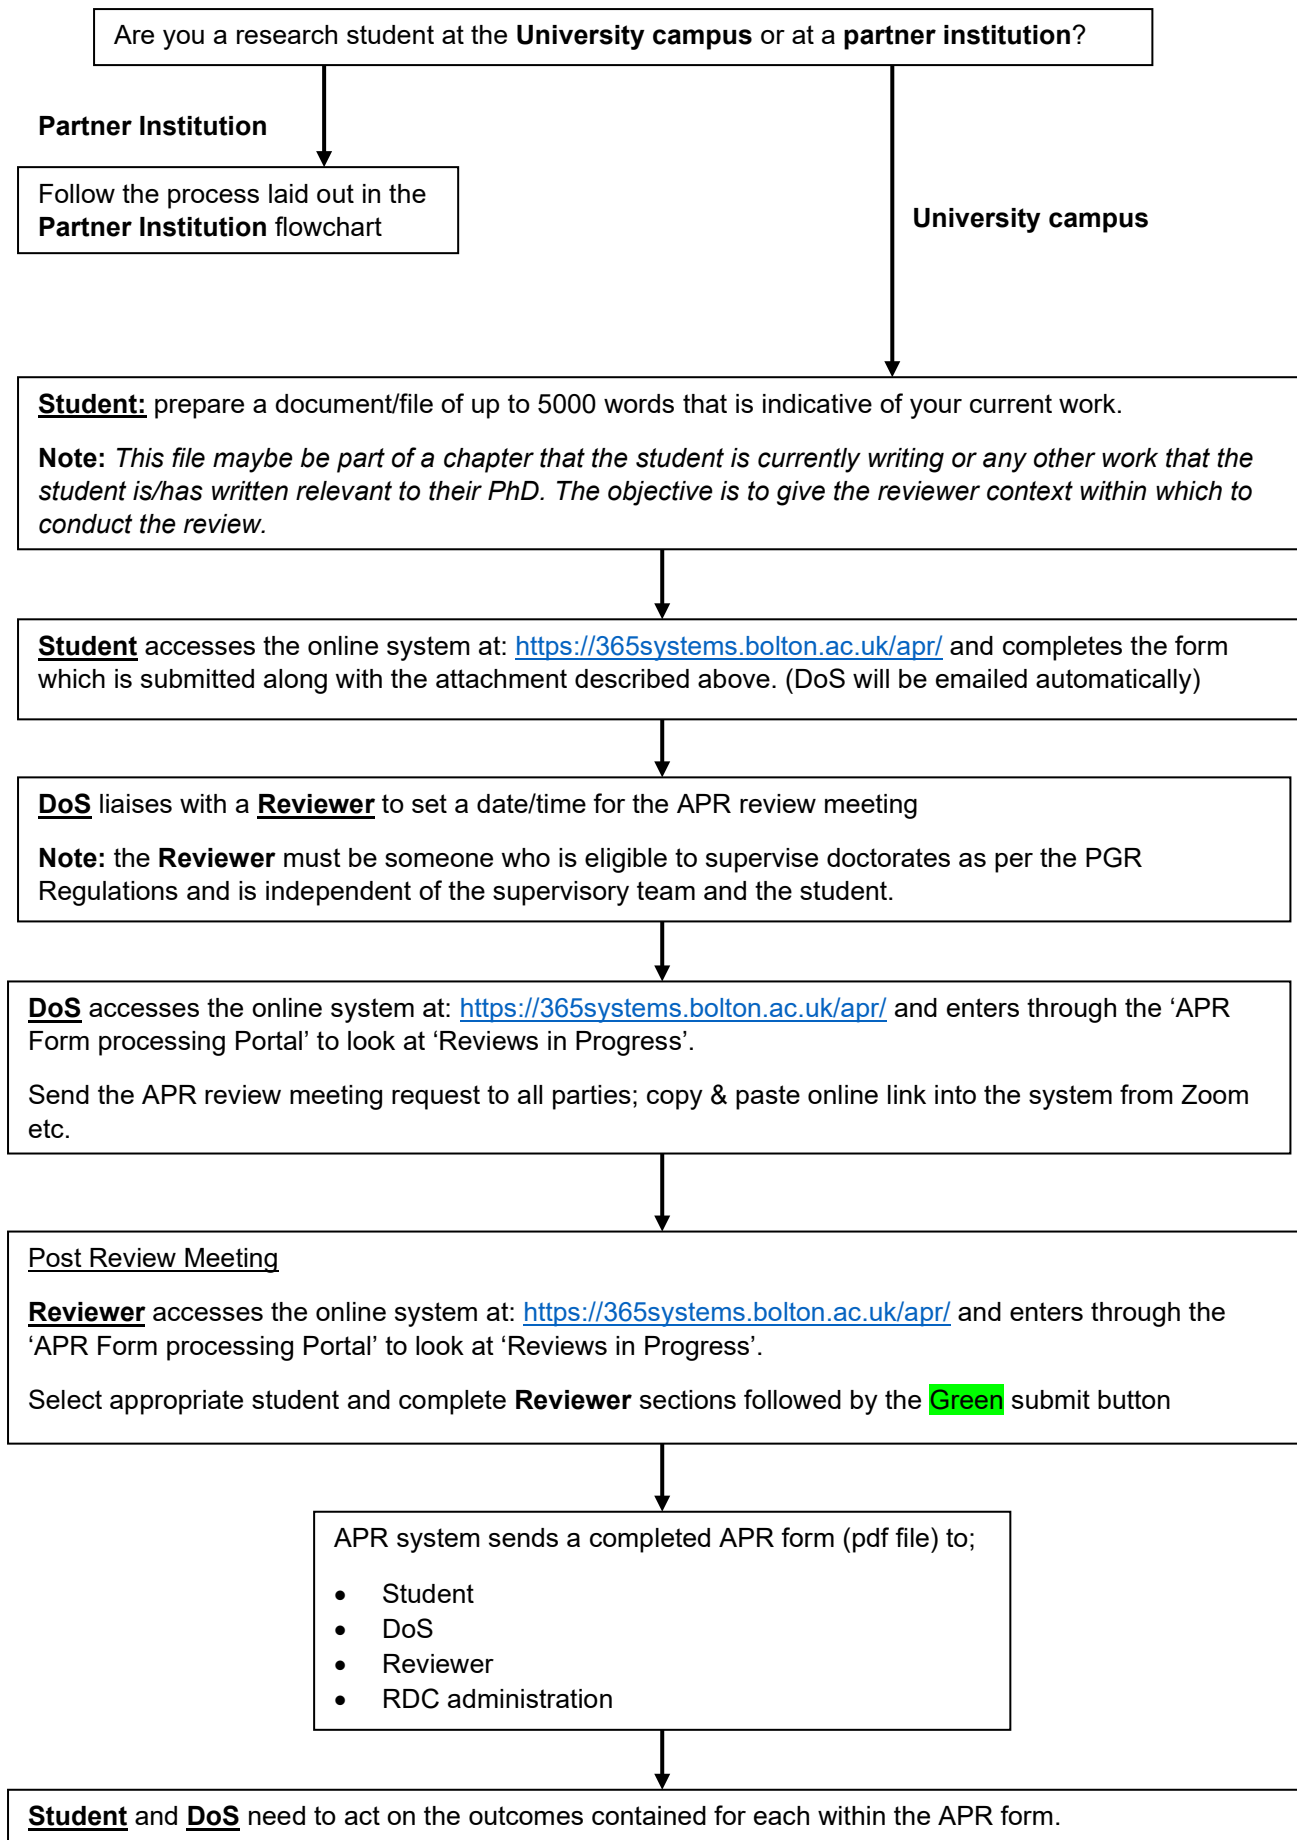 Are you a research student at the University campus or at a partner institution?
Partner Institution
Follow the process laid out in the
Partner Institution flowchart
University campus
Student: prepare a document/file of up to 5000 words that is indicative of your current work.
Note: This file maybe be part of a chapter that the student is currently writing or any other work that the
student is/has written relevant to their PhD. The objective is to give the reviewer context within which to
conduct the review.
Student accesses the online system at: https://365systems.bolton.ac.uk/apr/ and completes the form
which is submitted along with the attachment described above. (DoS will be emailed automatically)
DoS liaises with a Reviewer to set a date/time for the APR review meeting
Note: the Reviewer must be someone who is eligible to supervise doctorates as per the PGR
Regulations and is independent of the supervisory team and the student.
DoS accesses the online system at: https://365systems.bolton.ac.uk/apr/ and enters through the ‘APR
Form processing Portal’ to look at ‘Reviews in Progress’.
Send the APR review meeting request to all parties; copy & paste online link into the system from Zoom
etc.
Post Review Meeting
Reviewer accesses the online system at: https://365systems.bolton.ac.uk/apr/ and enters through the
‘APR Form processing Portal’ to look at ‘Reviews in Progress’.
Select appropriate student and complete Reviewer sections followed by the Green submit button
APR system sends a completed APR form (pdf file) to;
• Student
• DoS
• Reviewer
• RDC administration
Student and DoS need to act on the outcomes contained for each within the APR form.